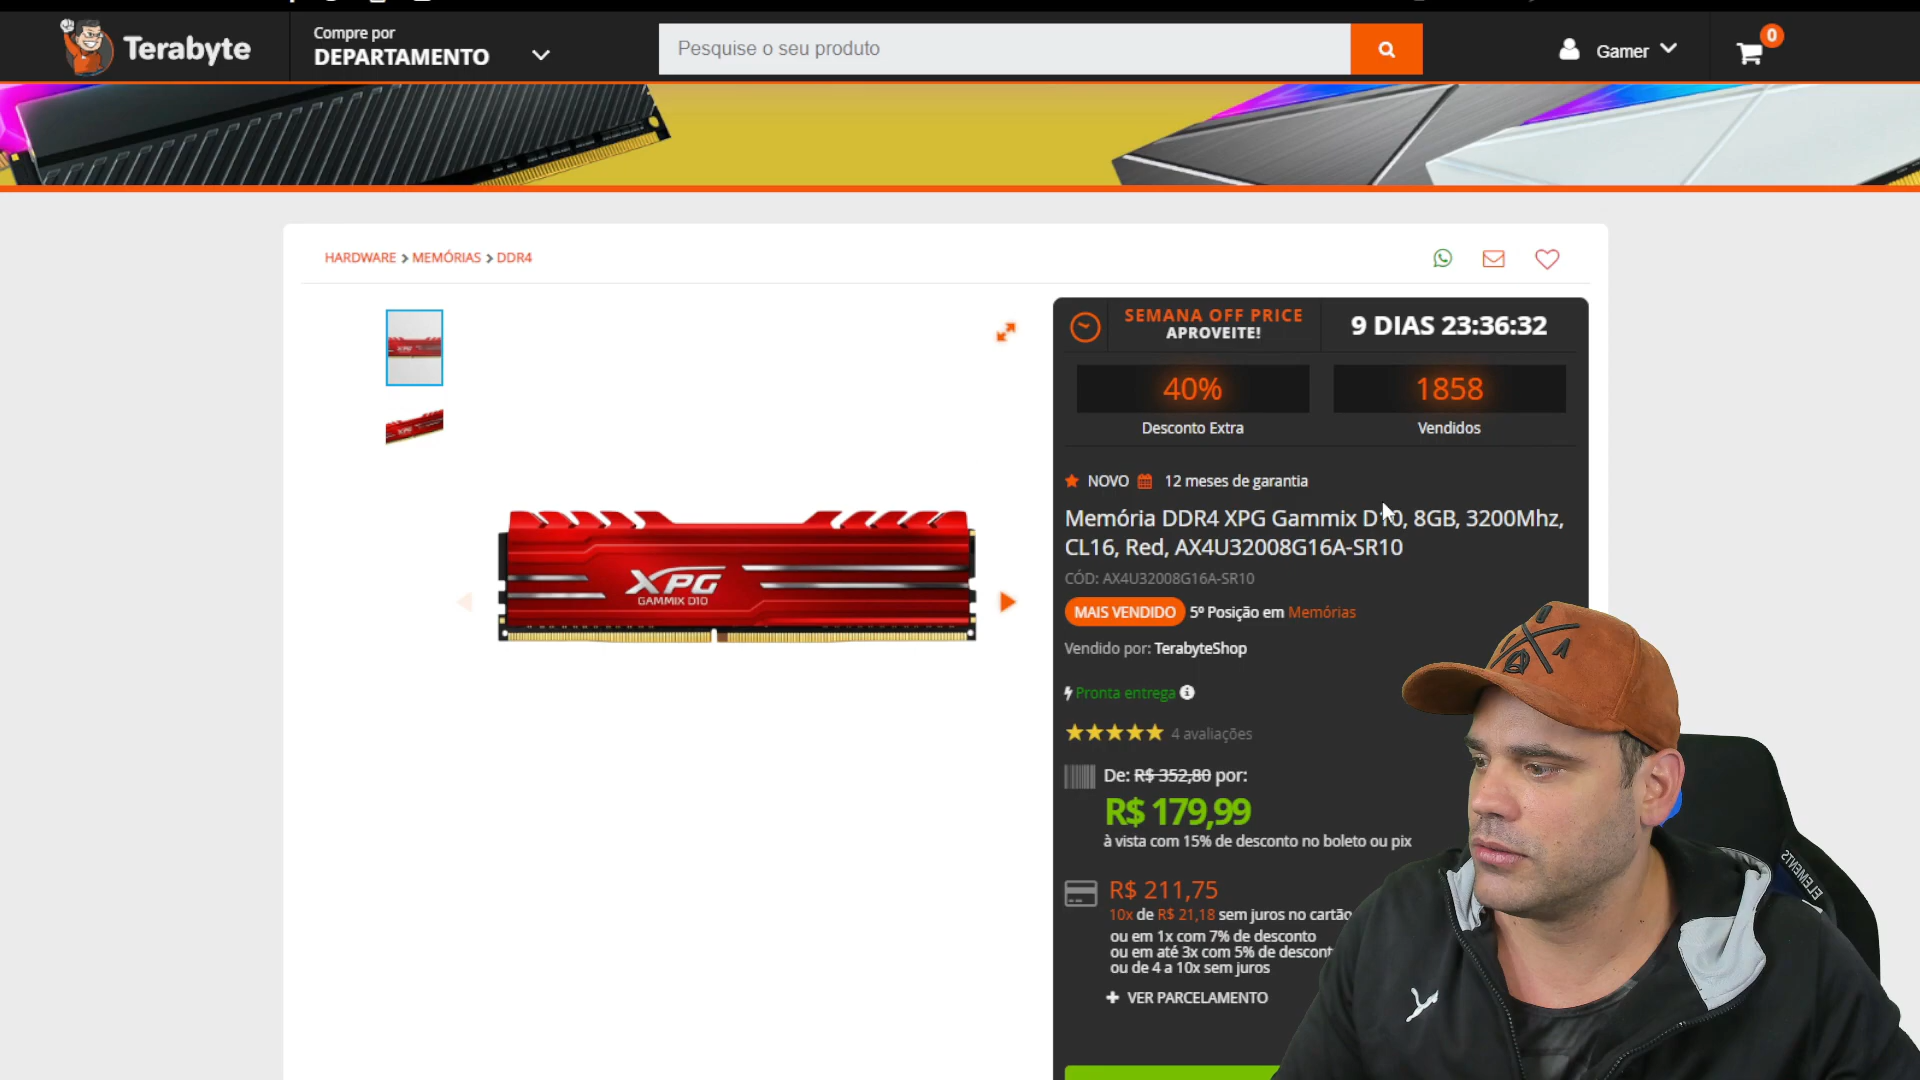 Terabyte
Compre por
DEPARTAMENTO
Pesquise o seu produto
Gamer
0
HARDWARE > MEMÓRIAS > DDR4
SEMANA OFF PRICE
APROVEITE!
9 DIAS 23:36:32
40%
1858
Desconto Extra
Vendidos
NOVO
12 meses de garantia
Memória DDR4 XPG Gammix D10, 8GB, 3200Mhz,
CL16, Red, AX4U32008G16A-SR10
CÓD: AX4U32008G16A-SR10
MAIS VENDIDO 5º Posição em Memórias
Vendido por: TerabyteShop
Pronta entrega
4 avaliações
De: R$ 352,80 por:
R$ 179,99
à vista com 15% de desconto no boleto ou pix
R$ 211,75
10x de R$ 21,18 sem juros no cartão
ou em 1x com 7% de desconto
ou em até 3x com 5% de descont
ou de 4 a 10x sem juros
+ VER PARCELAMENTO
XPG
GAMMIX D10
ELEMENTS